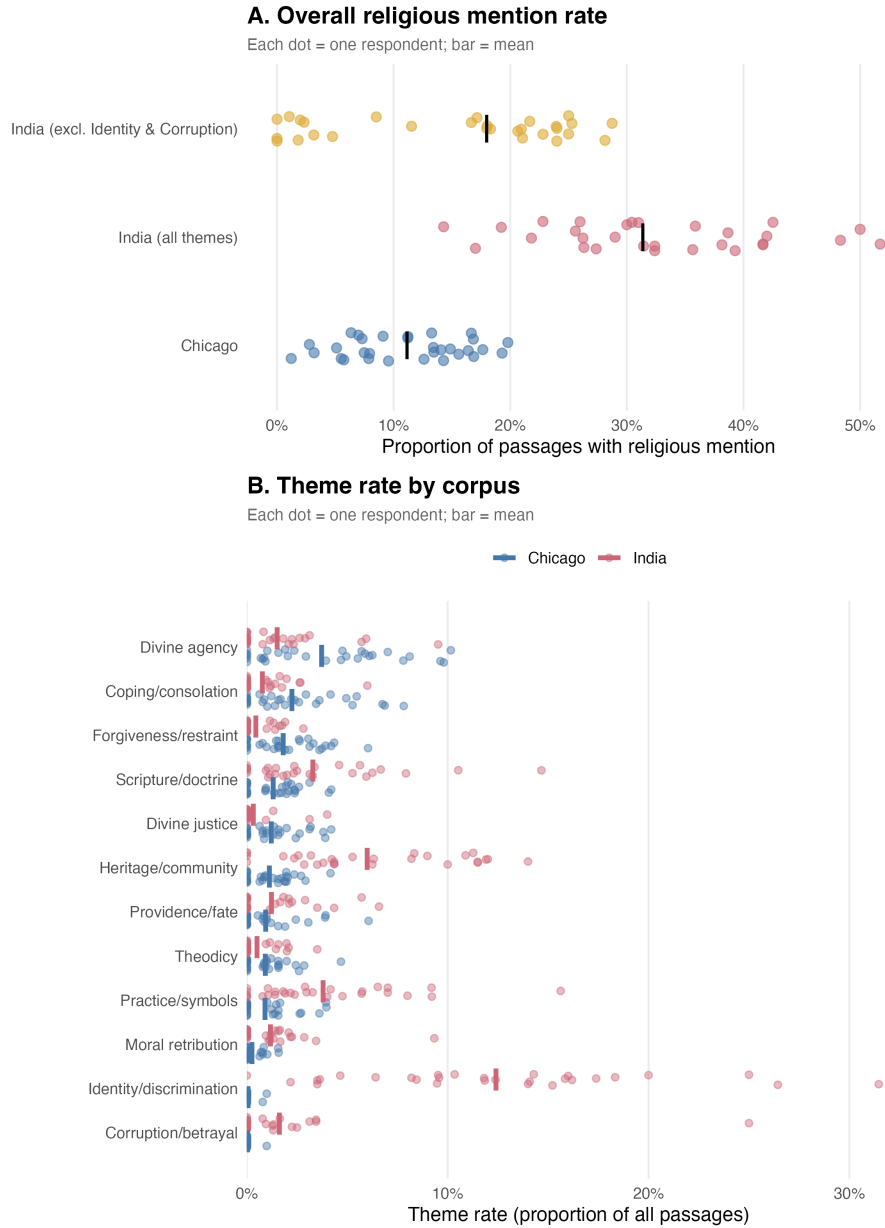 A. Overall religious mention rate
Each dot = one respondent; bar = mean
India (excl. Identity & Corruption)
India (all themes)
Chicago
0% 10% 20% 30% 40% 50%
Proportion of passages with religious mention
B. Theme rate by corpus
Each dot = one respondent; bar = mean
Chicago India
Divine agency
Coping/consolation
Forgiveness/restraint
Scripture/doctrine
Divine justice
Heritage/community
Providence/fate
Theodicy
Practice/symbols
Moral retribution
Identity/discrimination
Corruption/betrayal
0% 10% 20% 30%
Theme rate (proportion of all passages)